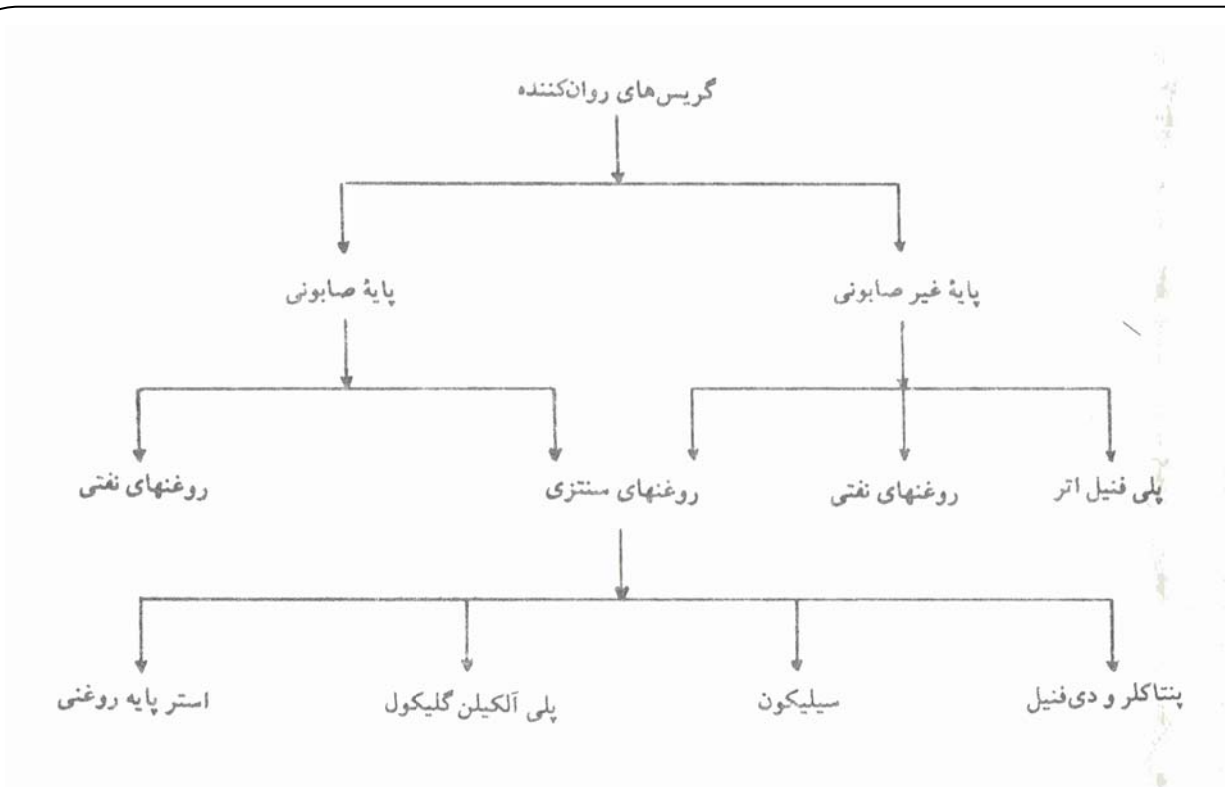 گریس‌های روان‌کننده
پایهٔ غیر صابونی
پایهٔ صابونی
پلی فنیل اتر
روغنهای نفتی
روغنهای سنتزی
روغنهای نفتی
پنتاکلر و دی‌فنیل
سیلیکون
پلی آلکیلن گلیکول
استر پایه روغنی